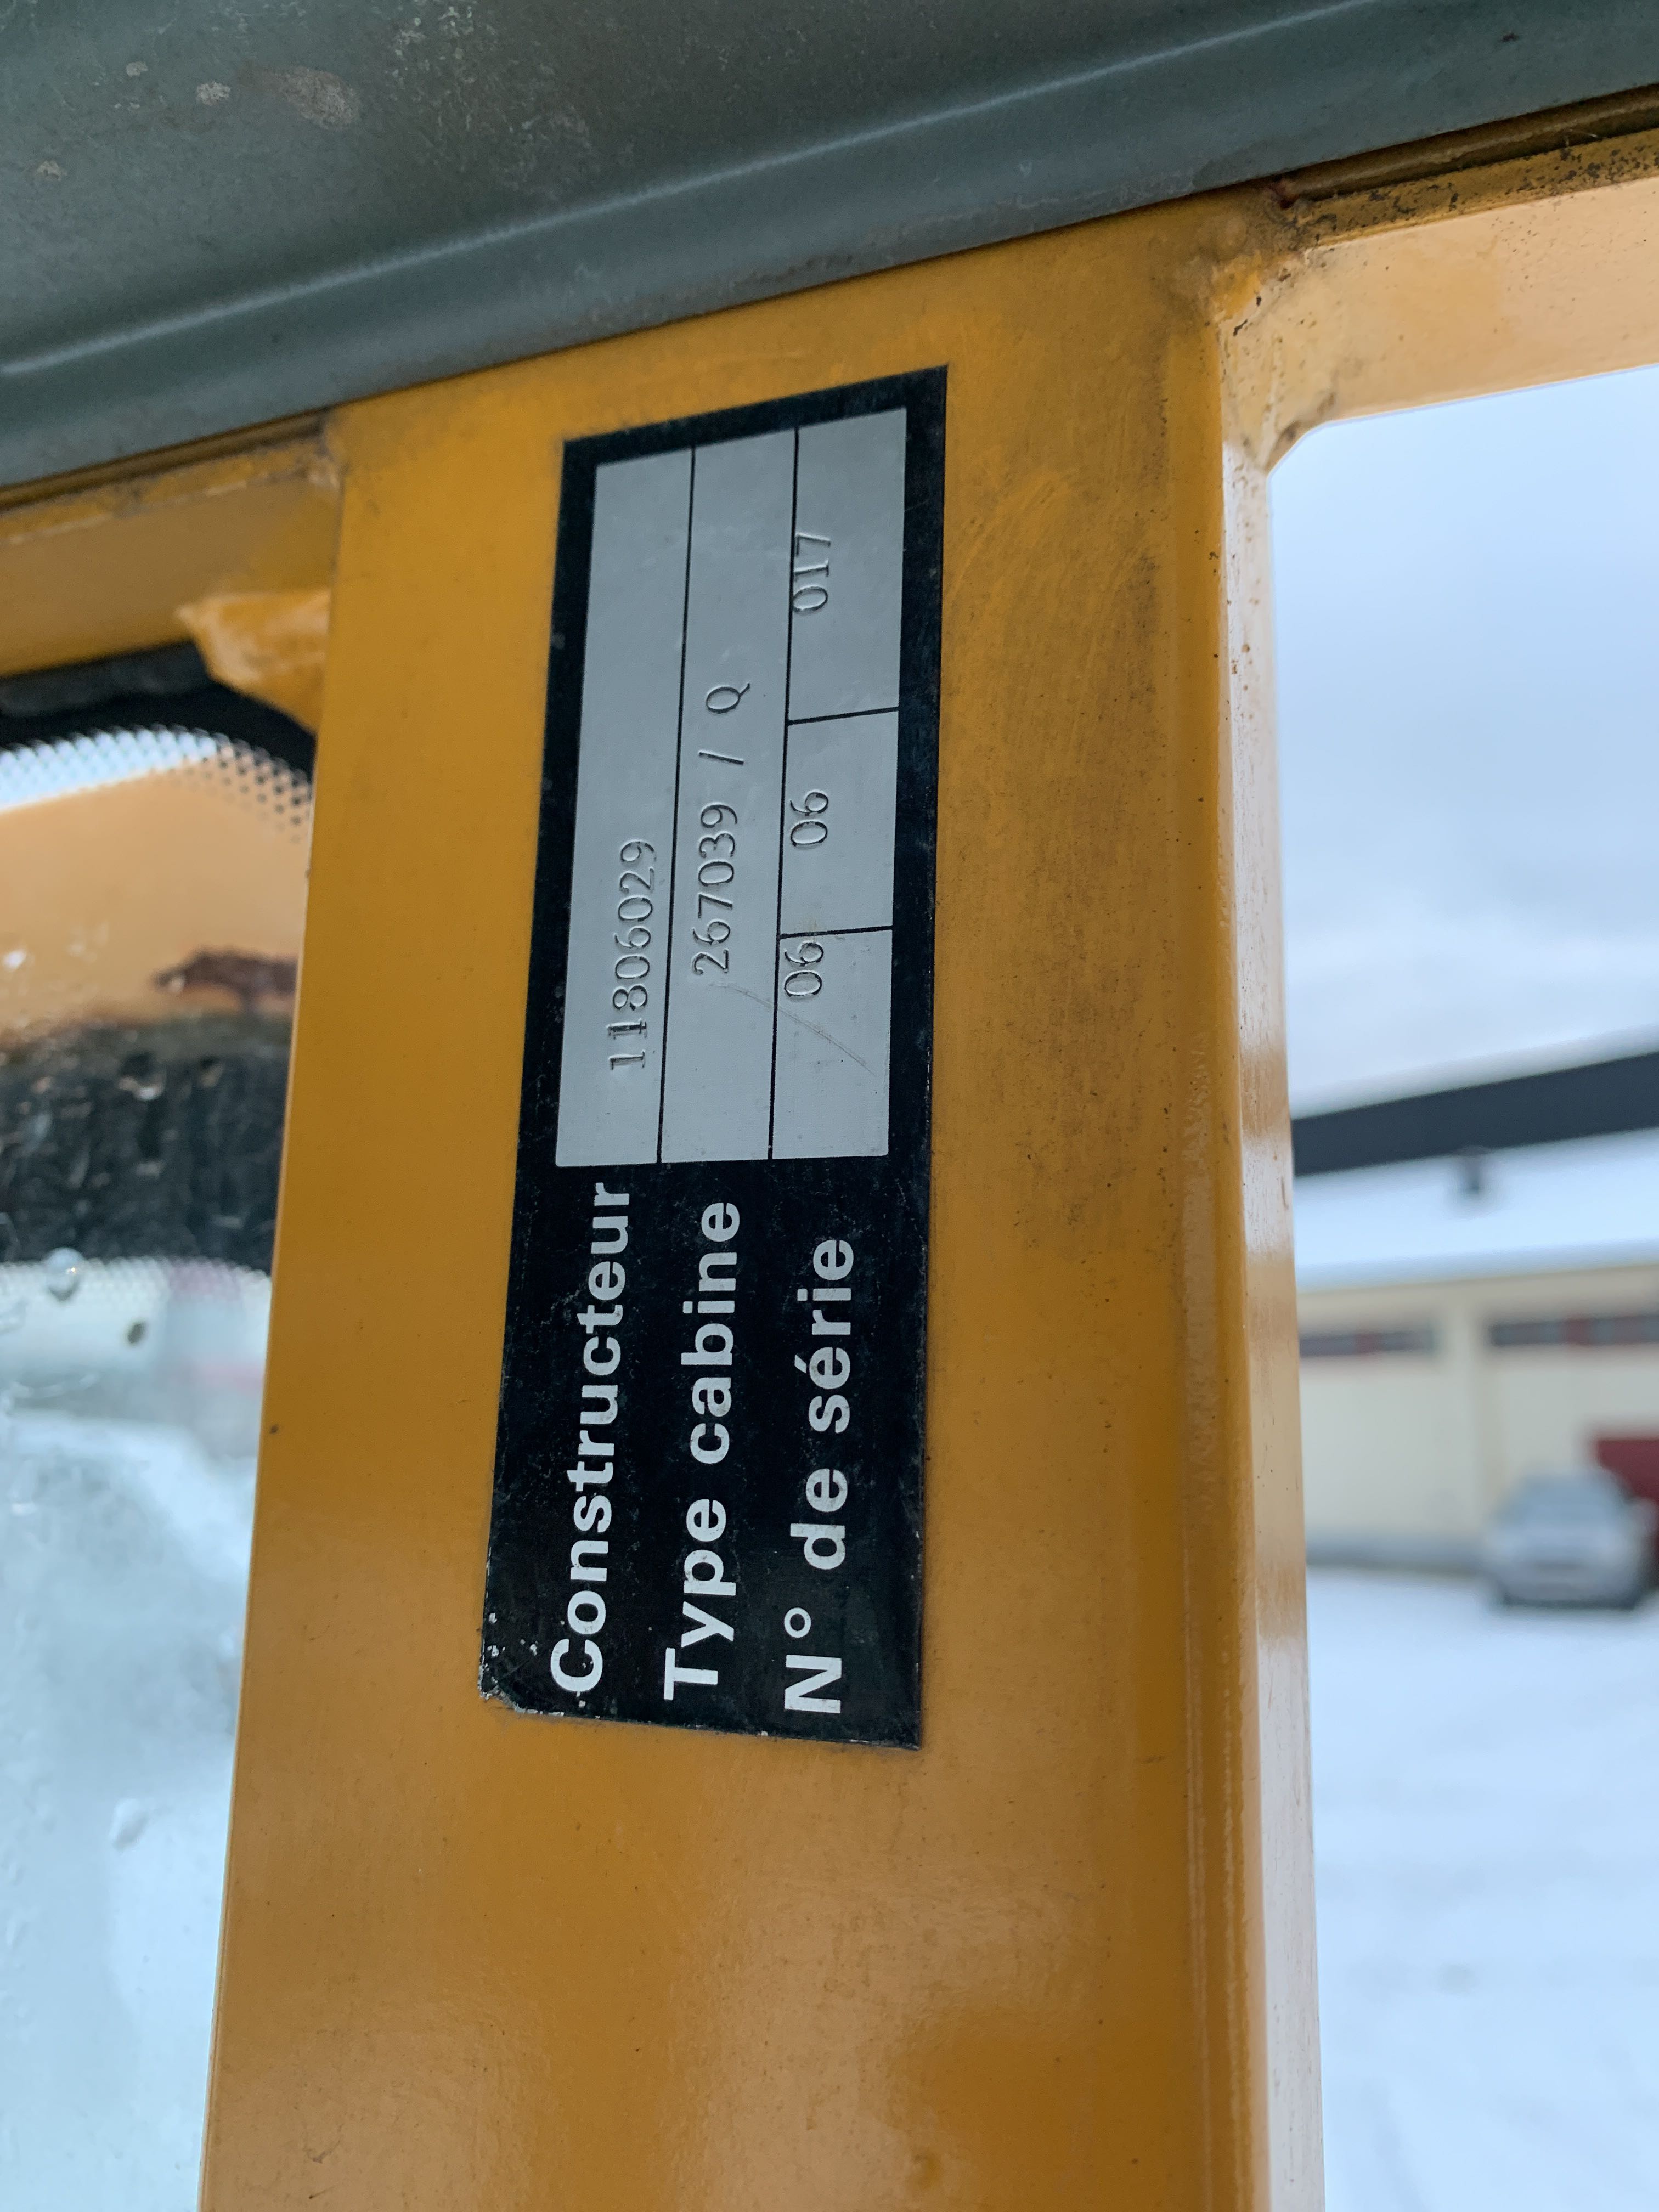 Constructeur 11806029
Type cabine 267039 / Q
N° de série 06 06 017